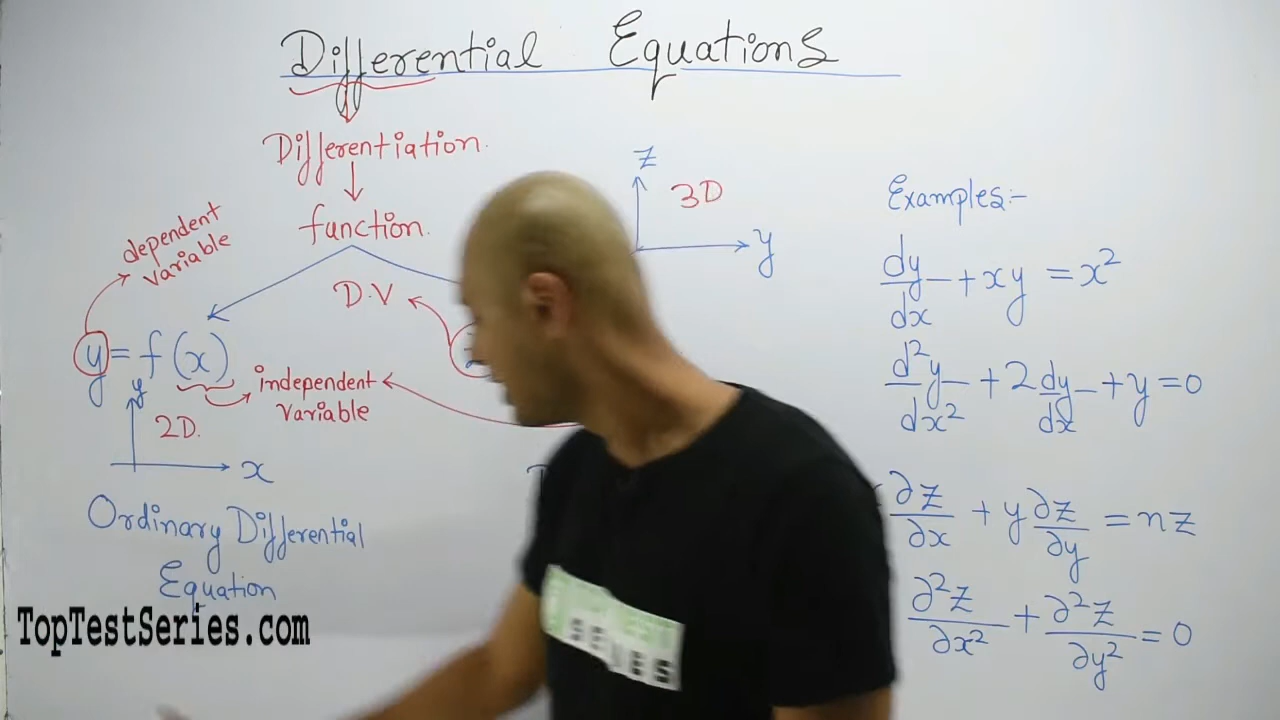 Differential Equations
Differentiation
function
dependent
variable
D.V
y = f(x)
independent
variable
y
2D.
x
Ordinary Differential
Equation
z
3D
y
Examples:-
dy/dx + xy = x²
d²y/dx² + 2 dy/dx + y = 0
∂z/∂x + y ∂z/∂y = nz
∂²z/∂x² + ∂²z/∂y² = 0
TopTestSeries.com
SERIES